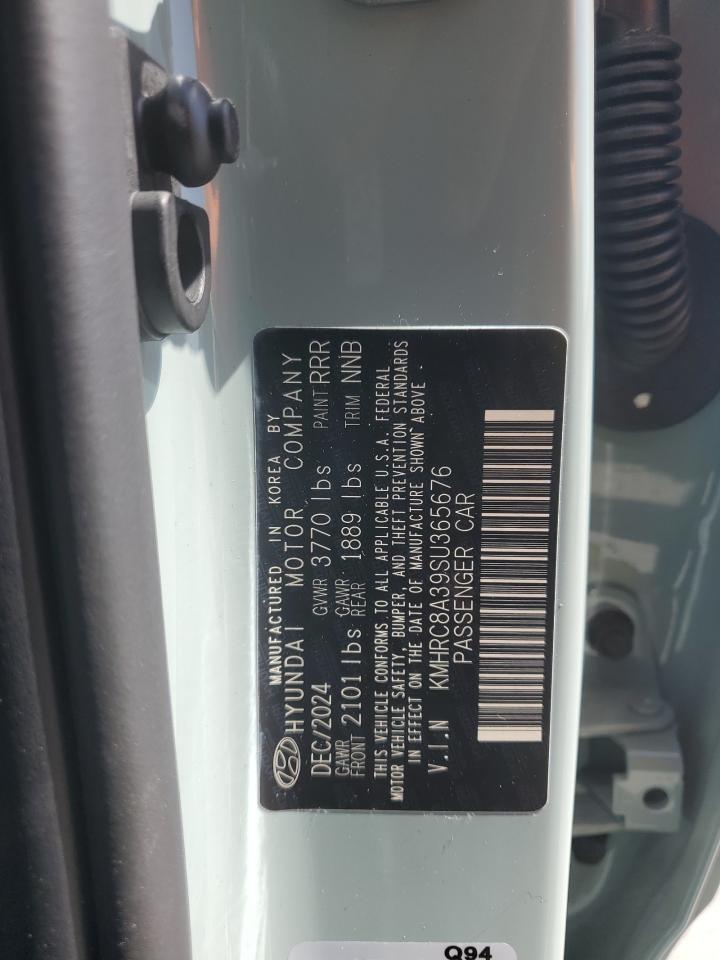 MANUFACTURED IN KOREA BY
HYUNDAI MOTOR COMPANY
DEC/2024 GVWR 3770 lbs PAINT RRR
GAWR FRONT 2101 lbs GAWR REAR 1889 lbs TRIM NNB
THIS VEHICLE CONFORMS TO ALL APPLICABLE U.S.A. FEDERAL
MOTOR VEHICLE SAFETY, BUMPER, AND THEFT PREVENTION STANDARDS
IN EFFECT ON THE DATE OF MANUFACTURE SHOWN ABOVE.
V.I.N KMHRC8A39SU365676
PASSENGER CAR
Q94